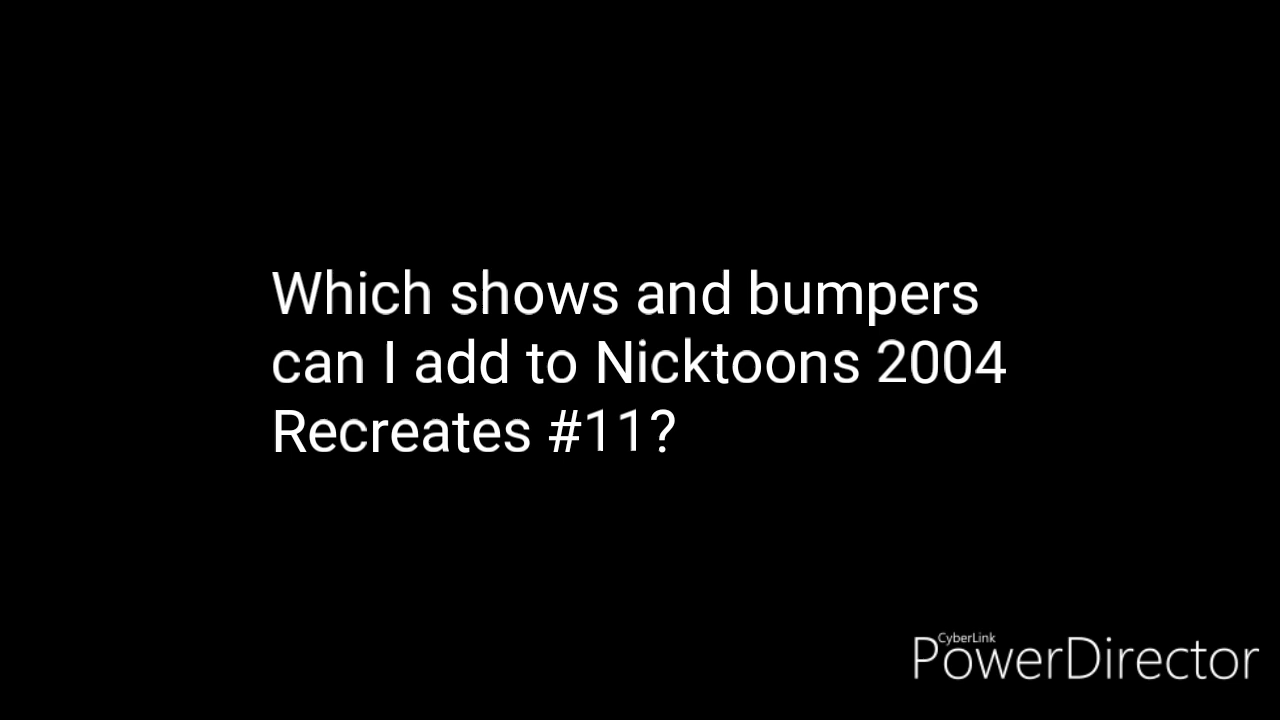 Which shows and bumpers
can I add to Nicktoons 2004
Recreates #11?
CyberLink
PowerDirector